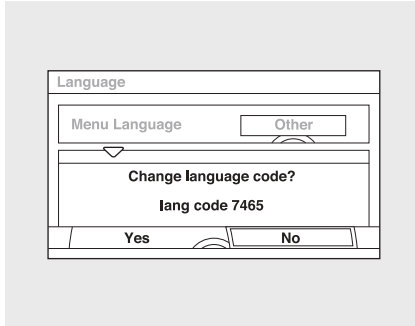 Language
Menu Language Other
Change language code?
lang code 7465
Yes No